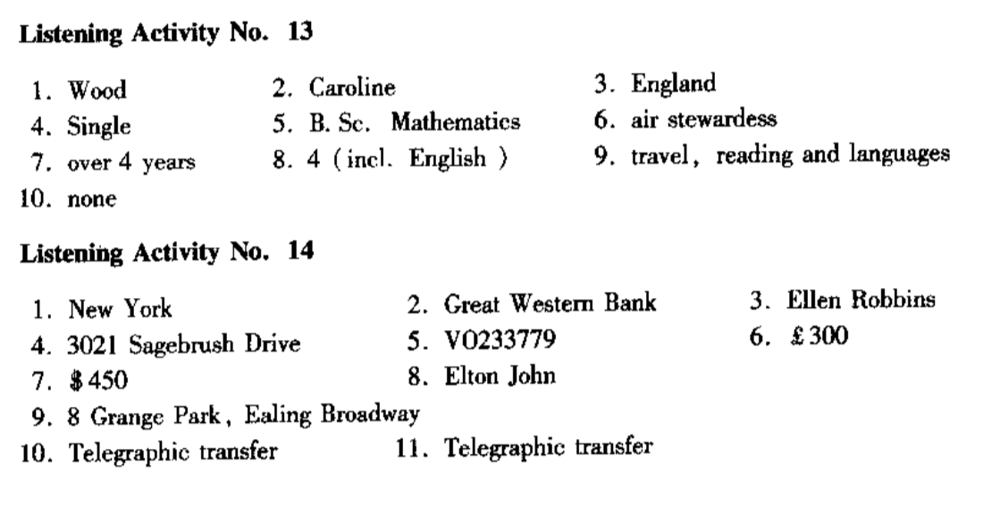 Listening Activity No. 13
1. Wood 2. Caroline 3. England
4. Single 5. B. Sc. Mathematics 6. air stewardess
7. over 4 years 8. 4 ( incl. English ) 9. travel, reading and languages
10. none
Listening Activity No. 14
1. New York 2. Great Western Bank 3. Ellen Robbins
4. 3021 Sagebrush Drive 5. VO233779 6. £300
7. $450 8. Elton John
9. 8 Grange Park, Ealing Broadway
10. Telegraphic transfer 11. Telegraphic transfer